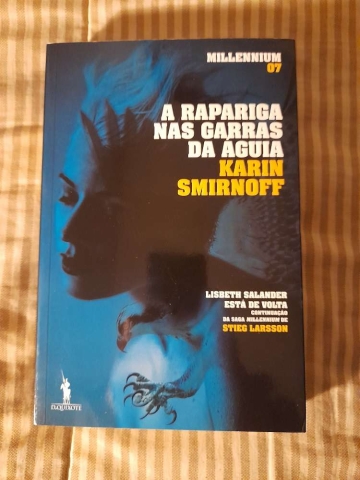 MILLENNIUM
07
A RAPARIGA
NAS GARRAS
DA ÁGUIA
KARIN
SMIRNOFF
LISBETH SALANDER
ESTÁ DE VOLTA
CONTINUAÇÃO
DA SAGA MILLENNIUM DE
STIEG LARSSON
D.QUIXOTE